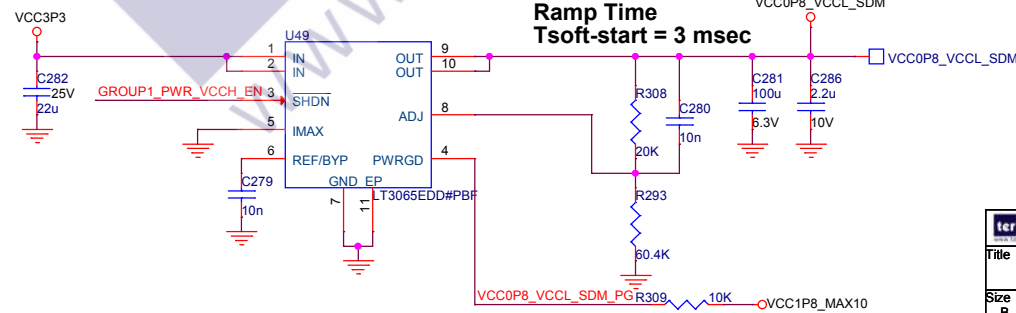 Ramp Time
Tsoft-start = 3 msec
VCC3P3
VCC0P8_VCCL_SDM
U49
1
IN
OUT
9
2
IN
OUT
10
VCC0P8_VCCL_SDM
C282
25V
22u
GROUP1_PWR_VCCH_EN
3
SHDN
5
IMAX
ADJ
8
6
REF/BYP
PWRGD
4
GND
EP
7
11
LT3065EDD#PBF
C279
10n
R308
20K
C280
10n
C281
100u
6.3V
C286
2.2u
10V
R293
60.4K
VCC0P8_VCCL_SDM_PG
R309
10K
VCC1P8_MAX10
ter
Title
Size
B